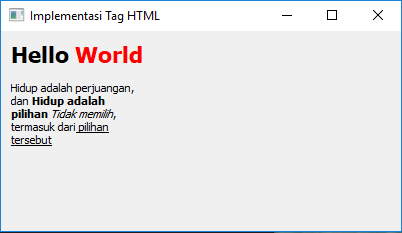 Implementasi Tag HTML
Hello World
Hidup adalah perjuangan,
dan Hidup adalah
pilihan Tidak memilih,
termasuk dari pilihan
tersebut